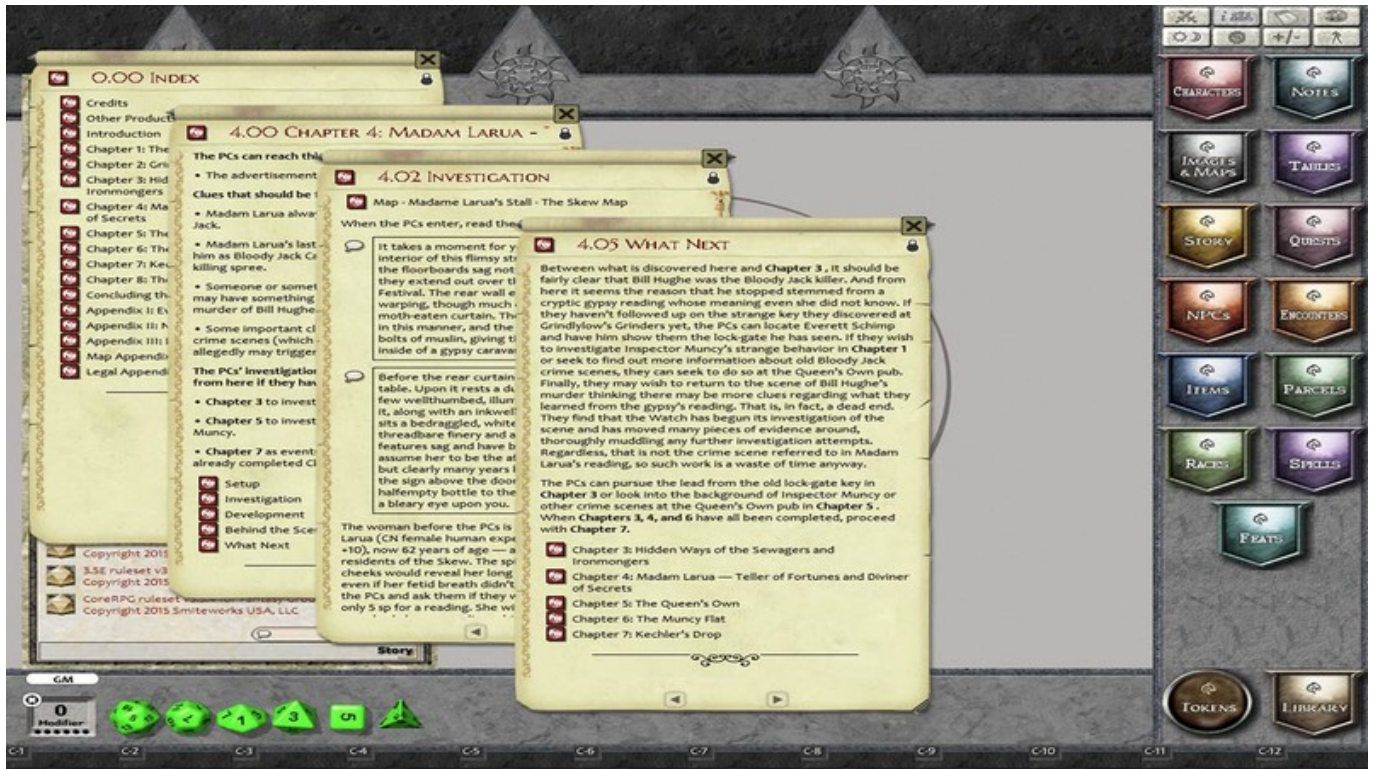 0.00 Index
Credits
Other Product
Introduction
Chapter 1: The
Chapter 2: Gri
Chapter 3: Hid
Ironmongers
Chapter 4: Ma
of Secrets
Chapter 5: The
Chapter 6: The
Chapter 7: Kec
Chapter 8: Th
Concluding th
Appendix I: Ev
Appendix II: N
Appendix III:
Map Appendi
Legal Append
Copyright 2015
3.5E ruleset v3
Copyright 2015
CoreRPG ruleset
Copyright 2015 Smiteworks USA, LLC
Story
4.00 Chapter 4: Madam Larua -
The PCs can reach this
• The advertisement
Clues that should be
• Madam Larua alwa
Jack.
• Madam Larua's last
him as Bloody Jack Ca
killing spree.
• Someone or somet
may have something
murder of Bill Hughe
• Some important cl
crime scenes (which
allegedly may trigger
The PCs' investigation
from here if they hav
• Chapter 3 to invest
• Chapter 5 to invest
Muncy.
• Chapter 7 as event
already completed Cl
Setup
Investigation
Development
Behind the Sce
What Next
4.02 Investigation
Map - Madame Larua's Stall - The Skew Map
When the PCs enter, read the
It takes a moment for y
interior of this flimsy st
the floorboards sag not
they extend out over t
Festival. The rear wall e
warping, though much
moth-eaten curtain. Th
in this manner, and the
bolts of muslin, giving t
inside of a gypsy carava
Before the rear curtain
table. Upon it rests a du
few wellthumbed, illum
it, along with an inkwel
sits a bedraggled, white
threadbare finery and a
features sag and have b
assume her to be the af
but clearly many years
the sign above the door
halfempty bottle to the
a bleary eye upon you.
The woman before the PCs is
Larua (CN female human expe
+10), now 62 years of age — a
residents of the Skew. The spi
cheeks would reveal her long
even if her fetid breath didn't
the PCs and ask them if they w
only 5 sp for a reading. She wi
4.05 What Next
Between what is discovered here and Chapter 3 , it should be
fairly clear that Bill Hughe was the Bloody Jack killer. And from
here it seems the reason that he stopped stemmed from a
cryptic gypsy reading whose meaning even she did not know. If
they haven't followed up on the strange key they discovered at
Grindlylow's Grinders yet, the PCs can locate Everett Schimp
and have him show them the lock-gate he has seen. If they wish
to investigate Inspector Muncy's strange behavior in Chapter 1
or seek to find out more information about old Bloody Jack
crime scenes, they can seek to do so at the Queen's Own pub.
Finally, they may wish to return to the scene of Bill Hughe's
murder thinking there may be more clues regarding what they
learned from the gypsy's reading. That is, in fact, a dead end.
They find that the Watch has begun its investigation of the
scene and has moved many pieces of evidence around,
thoroughly muddling any further investigation attempts.
Regardless, that is not the crime scene referred to in Madam
Larua's reading, so such work is a waste of time anyway.
The PCs can pursue the lead from the old lock-gate key in
Chapter 3 or look into the background of Inspector Muncy or
other crime scenes at the Queen's Own pub in Chapter 5 .
When Chapters 3, 4, and 6 have all been completed, proceed
with Chapter 7.
Chapter 3: Hidden Ways of the Sewagers and
Ironmongers
Chapter 4: Madam Larua — Teller of Fortunes and Diviner
of Secrets
Chapter 5: The Queen's Own
Chapter 6: The Muncy Flat
Chapter 7: Kechler's Drop
+/-
Characters
Notes
Images
& Maps
Tables
Story
Quests
NPCs
Encounters
Items
Parcels
Races
Spells
Feats
Tokens
Library
GM
0
Modifier
1
3
5
C-1
C-2
C-3
C-4
C-5
C-6
C-7
C-8
C-9
C-10
C-11
C-12